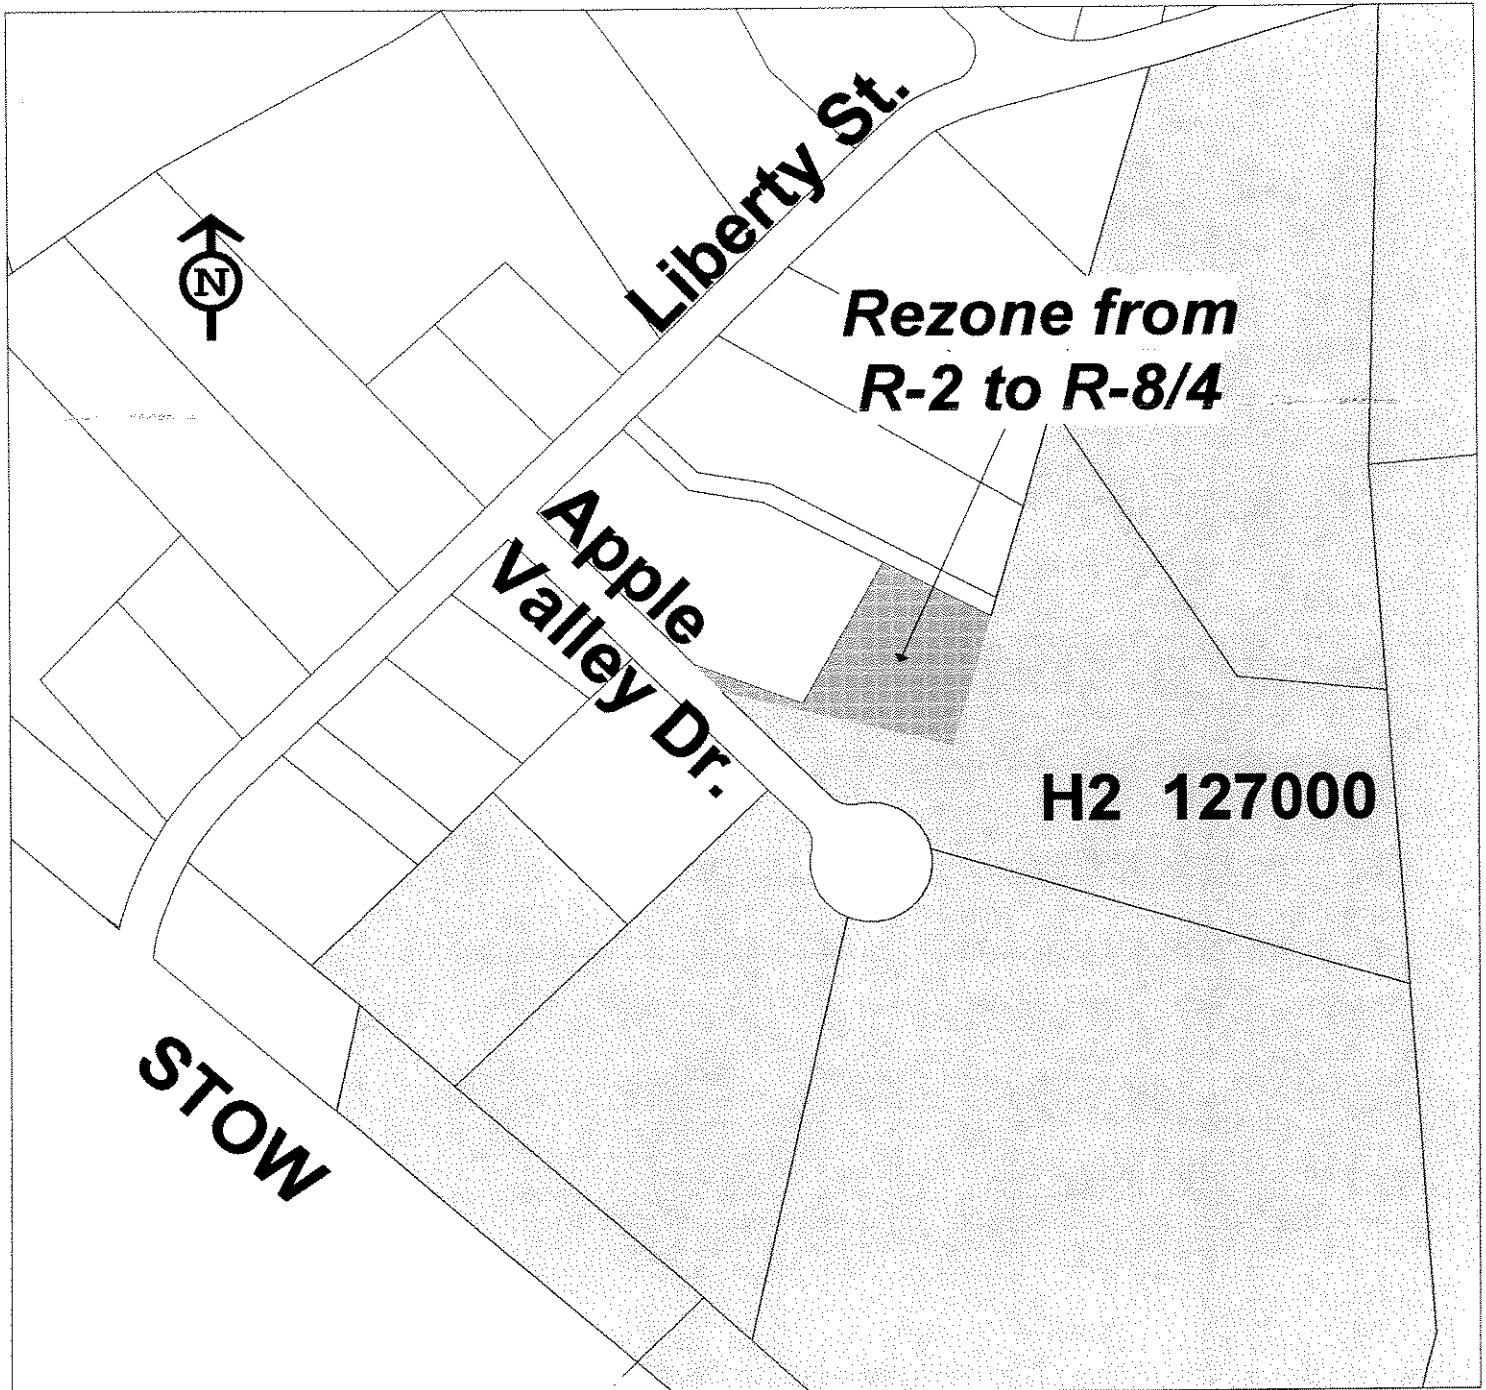 Liberty St.
N
Rezone from
R-2 to R-8/4
Apple
Valley Dr.
H2 127000
STOW